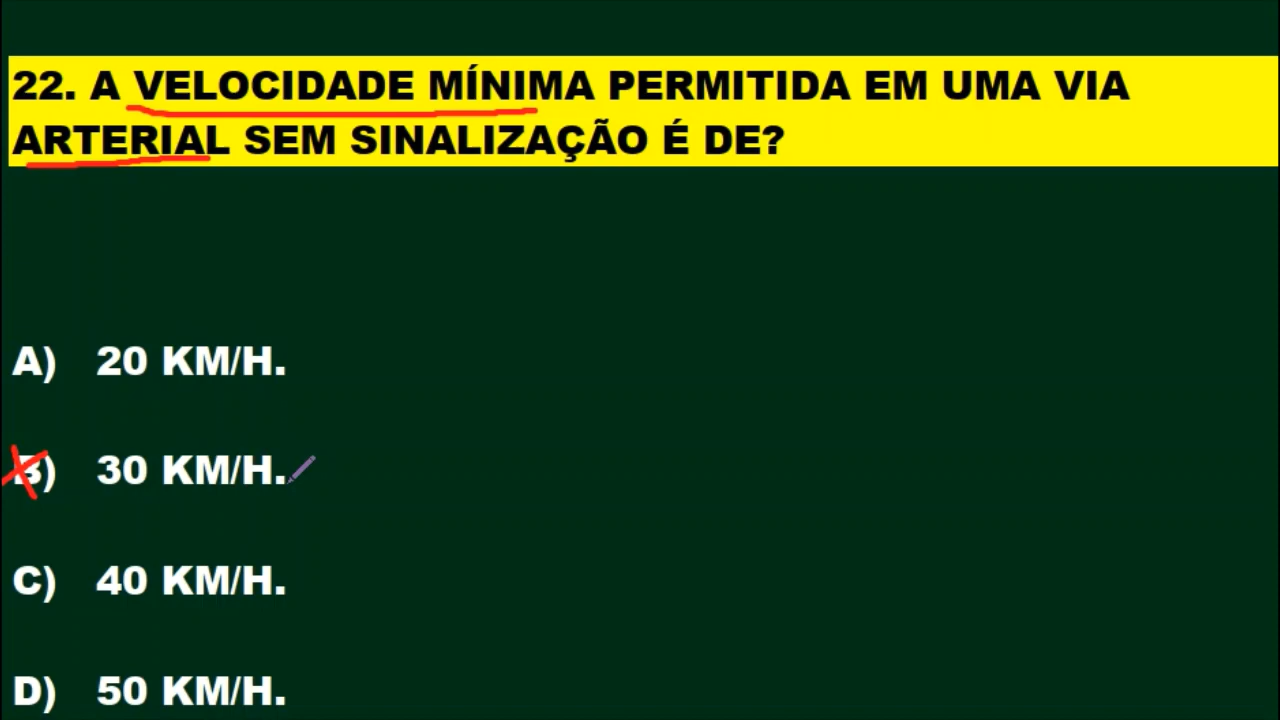 22. A VELOCIDADE MÍNIMA PERMITIDA EM UMA VIA
ARTERIAL SEM SINALIZAÇÃO É DE?
A) 20 KM/H.
B) 30 KM/H.
C) 40 KM/H.
D) 50 KM/H.